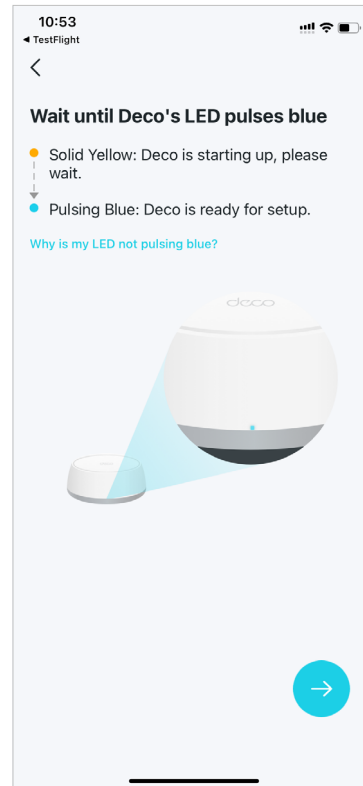 10:53
◀ TestFlight
Wait until Deco's LED pulses blue
Solid Yellow: Deco is starting up, please
wait.
Pulsing Blue: Deco is ready for setup.
Why is my LED not pulsing blue?
deco